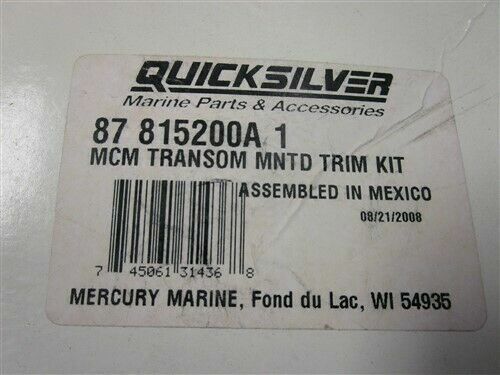 QUICKSILVER
Marine Parts & Accessories
87 815200A 1
MCM TRANSOM MNTD TRIM KIT
ASSEMBLED IN MEXICO
08/21/2008
7 45061 31436 8
MERCURY MARINE, Fond du Lac, WI 54935